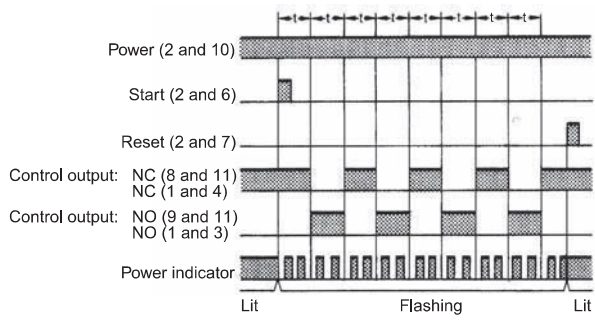 t t t t t t t t
Power (2 and 10)
Start (2 and 6)
Reset (2 and 7)
Control output: NC (8 and 11)
NC (1 and 4)
Control output: NO (9 and 11)
NO (1 and 3)
Power indicator
Lit Flashing Lit